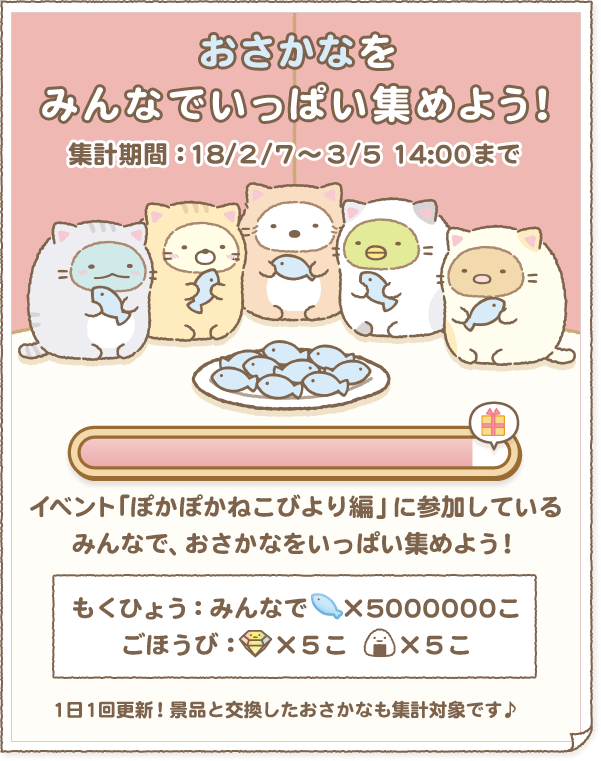 おさかなを
みんなでいっぱい集めよう!
集計期間：18/2/7～3/5 14:00まで
イベント「ぽかぽかねこびより編」に参加している
みんなで、おさかなをいっぱい集めよう！
もくひょう：みんなで×5000000こ
ごほうび：×５こ ×５こ
1日1回更新！景品と交換したおさかなも集計対象です♪